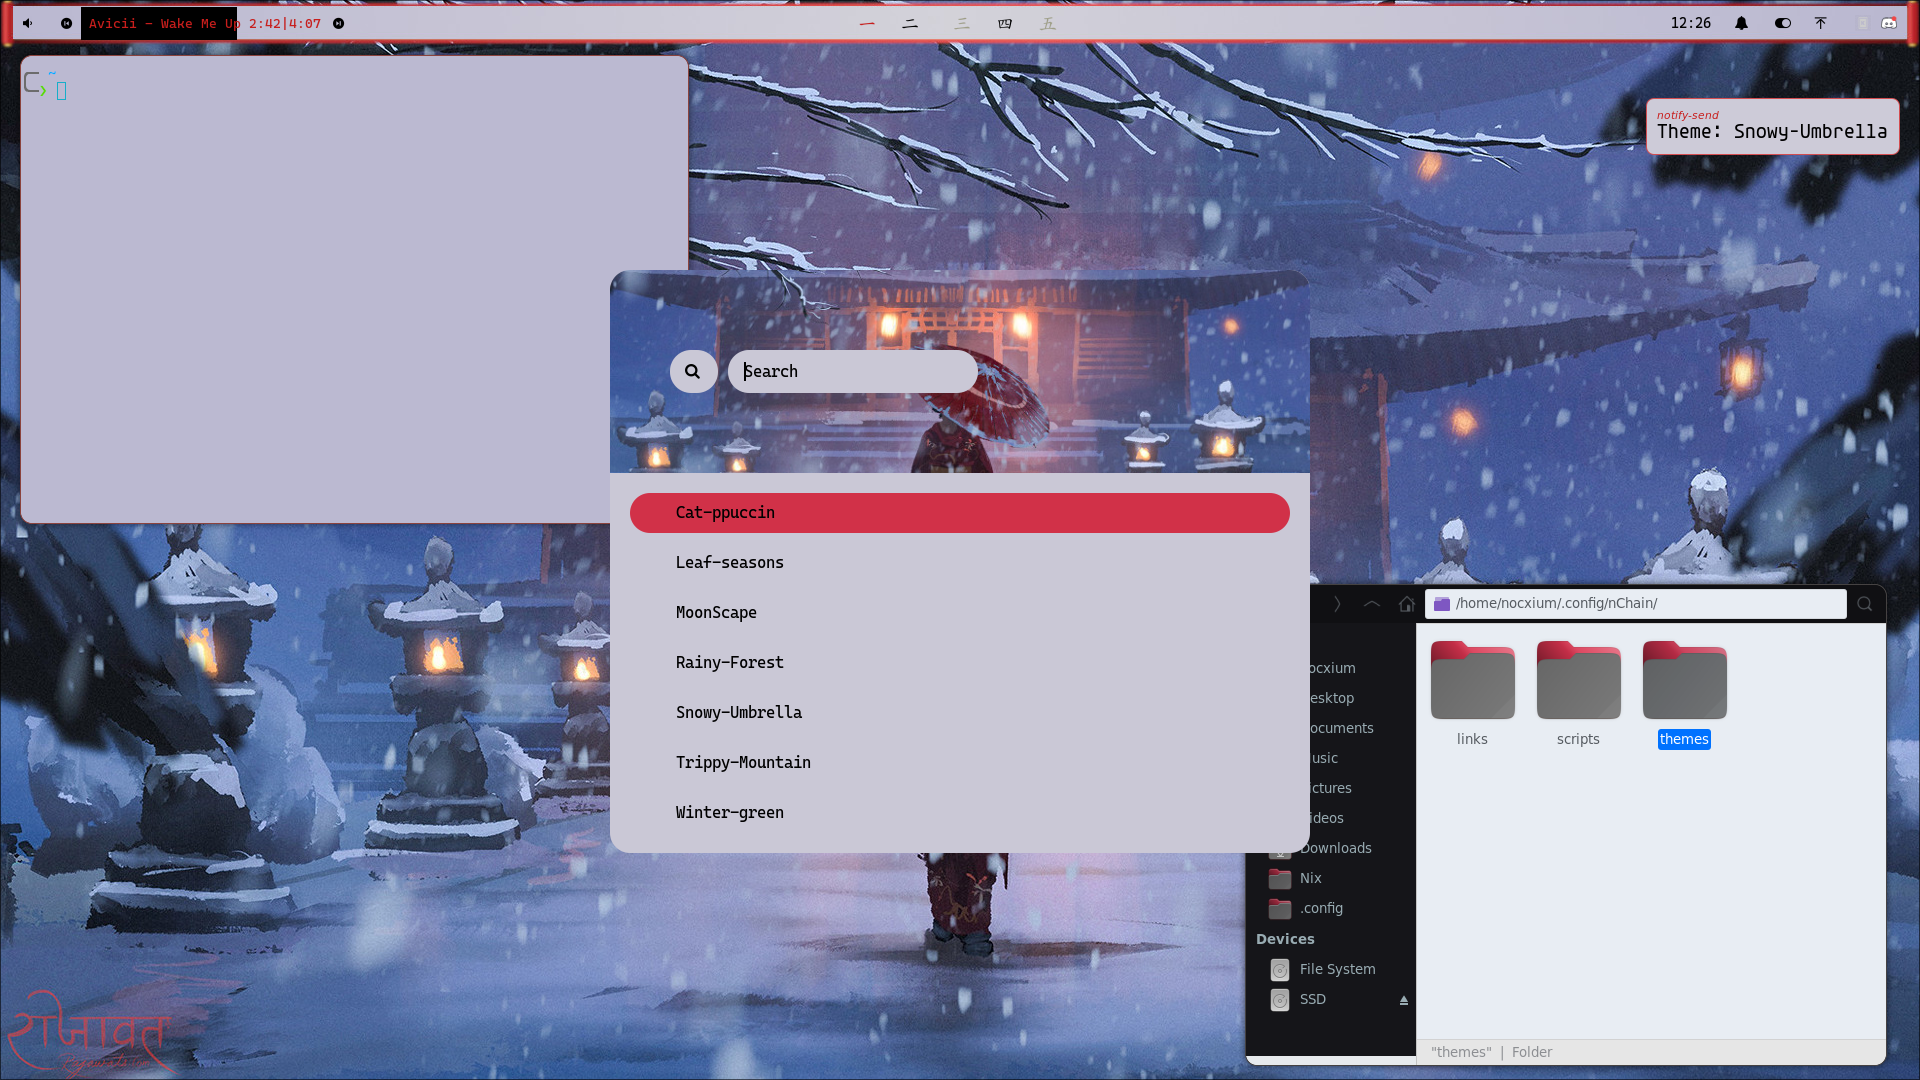 Avicii - Wake Me Up 2:42|4:07
一 二 三 四 五
12:26
~
notify-send
Theme: Snowy-Umbrella
Search
Cat-ppuccin
Leaf-seasons
MoonScape
Rainy-Forest
Snowy-Umbrella
Trippy-Mountain
Winter-green
/home/nocxium/.config/nChain/
ocxium
esktop
ocuments
usic
ictures
ideos
Downloads
Nix
.config
Devices
File System
SSD
links
scripts
themes
"themes" | Folder
राजावत